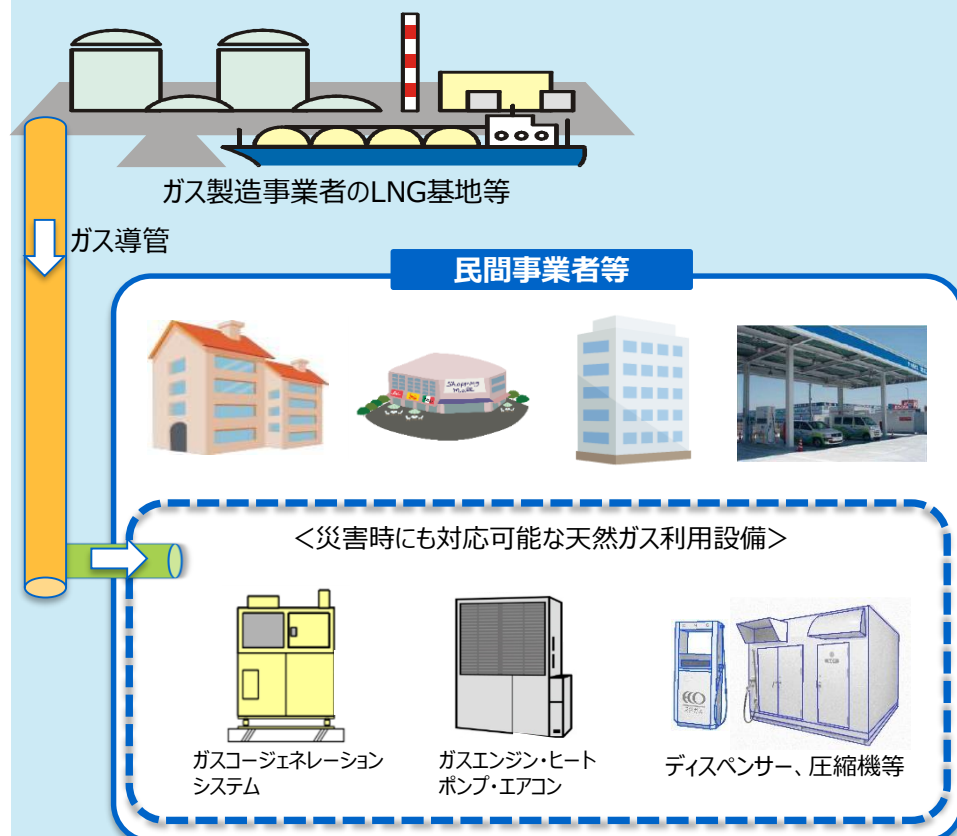 ガス製造事業者のLNG基地等
ガス導管
民間事業者等
Shopping
Mall
＜災害時にも対応可能な天然ガス利用設備＞
ECO
ガスコージェネレーション
システム
ガスエンジン・ヒート
ポンプ・エアコン
ディスペンサー、圧縮機等